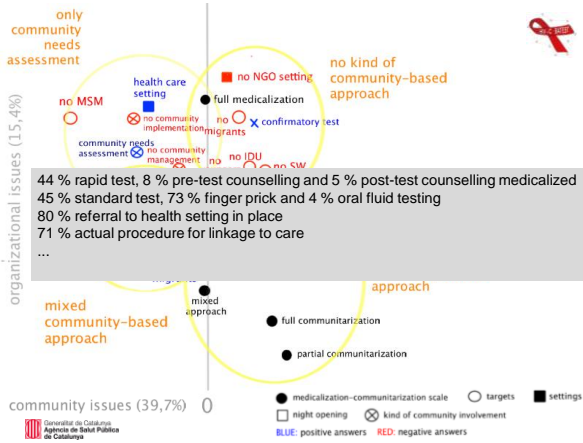 only
community
needs
assessment
no kind of
community-based
approach
health care
setting
no NGO setting
full medicalization
no MSM
no community
implementation
no
migrants
confirmatory test
community needs
assessment
no community
management
no
no IDU
no SW
44 % rapid test, 8 % pre-test counselling and 5 % post-test counselling medicalized
45 % standard test, 73 % finger prick and 4 % oral fluid testing
80 % referral to health setting in place
71 % actual procedure for linkage to care
...
organizational issues (15,4%)
approach
mixed
approach
mixed
community-based
approach
full communitarization
partial communitarization
community issues (39,7%) 0
medicalization-communitarization scale
targets
settings
night opening
kind of community involvement
BLUE: positive answers RED: negative answers
Generalitat de Catalunya
Agència de Salut Pública
de Catalunya